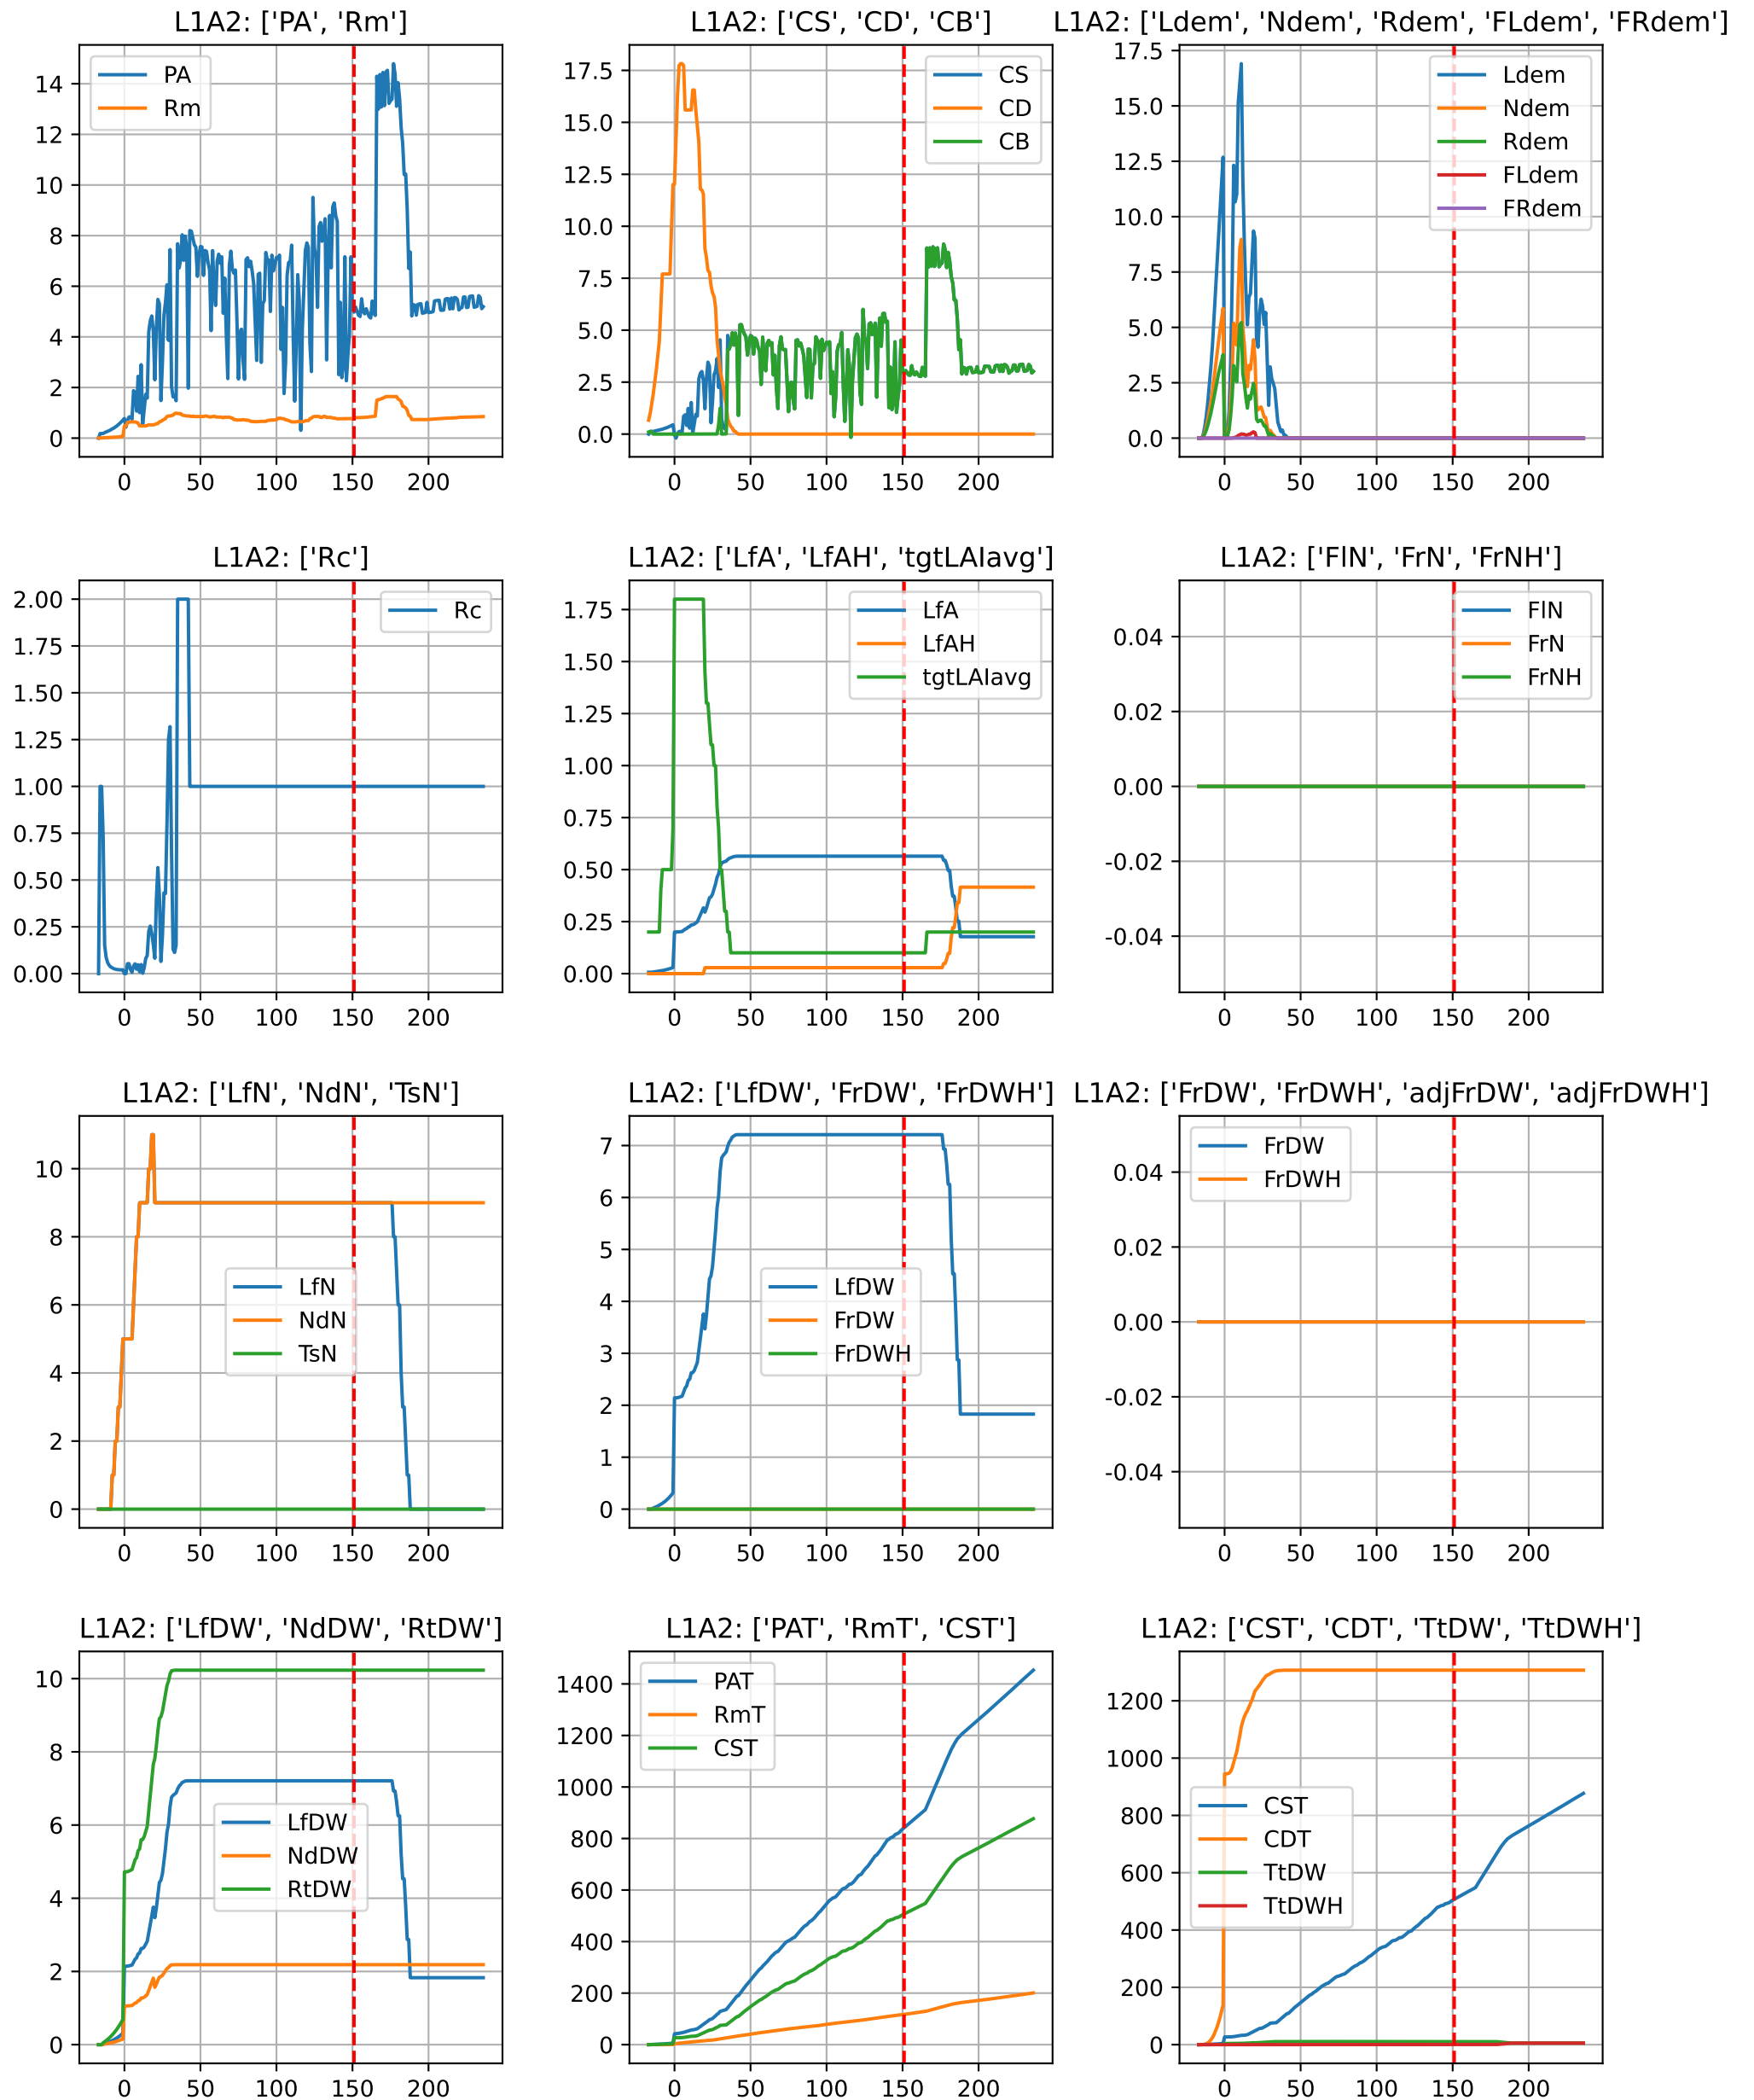 L1A2: ['PA', 'Rm']
L1A2: ['CS', 'CD', 'CB']
L1A2: ['Ldem', 'Ndem', 'Rdem', 'FLdem', 'FRdem']
PA
Rm
14
12
10
8
6
4
2
0
0 50 100 150 200
CS
CD
CB
17.5
15.0
12.5
10.0
7.5
5.0
2.5
0.0
0 50 100 150 200
Ldem
Ndem
Rdem
FLdem
FRdem
17.5
15.0
12.5
10.0
7.5
5.0
2.5
0.0
0 50 100 150 200
L1A2: ['Rc']
L1A2: ['LfA', 'LfAH', 'tgtLAIavg']
L1A2: ['FlN', 'FrN', 'FrNH']
Rc
2.00
1.75
1.50
1.25
1.00
0.75
0.50
0.25
0.00
0 50 100 150 200
LfA
LfAH
tgtLAIavg
1.75
1.50
1.25
1.00
0.75
0.50
0.25
0.00
0 50 100 150 200
FlN
FrN
FrNH
0.04
0.02
0.00
-0.02
-0.04
0 50 100 150 200
L1A2: ['LfN', 'NdN', 'TsN']
L1A2: ['LfDW', 'FrDW', 'FrDWH']
L1A2: ['FrDW', 'FrDWH', 'adjFrDW', 'adjFrDWH']
10
8
6
4
2
0
LfN
NdN
TsN
0 50 100 150 200
7
6
5
4
3
2
1
0
LfDW
FrDW
FrDWH
0 50 100 150 200
FrDW
FrDWH
0.04
0.02
0.00
-0.02
-0.04
0 50 100 150 200
L1A2: ['LfDW', 'NdDW', 'RtDW']
L1A2: ['PAT', 'RmT', 'CST']
L1A2: ['CST', 'CDT', 'TtDW', 'TtDWH']
10
8
6
4
2
0
LfDW
NdDW
RtDW
0 50 100 150 200
PAT
RmT
CST
1400
1200
1000
800
600
400
200
0
0 50 100 150 200
1200
1000
800
600
400
200
0
CST
CDT
TtDW
TtDWH
0 50 100 150 200